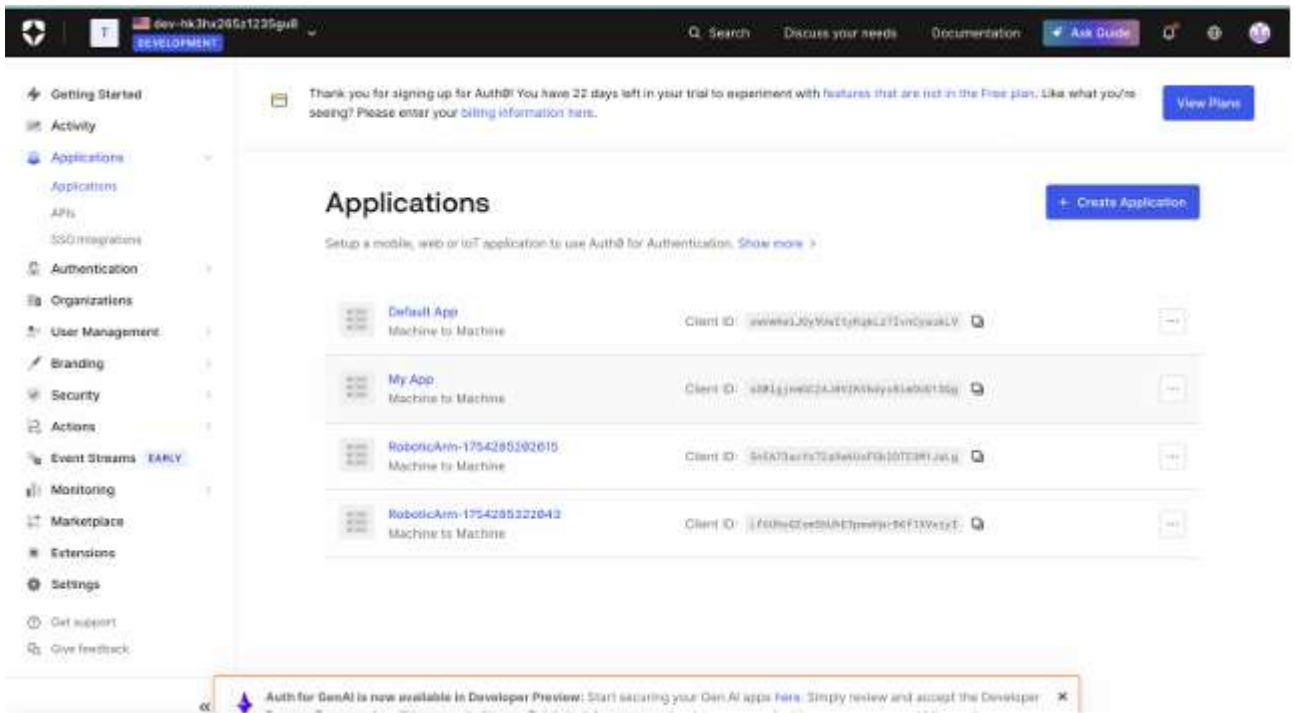 T
DEVELOPMENT
Search
Discuss your needs
Documentation
Ask Guide
Getting Started
Activity
Applications
Applications
APIs
SSO Integrations
Authentication
Organizations
User Management
Branding
Security
Actions
Event Streams EARLY
Monitoring
Marketplace
Extensions
Settings
Get support
Give feedback
Thank you for signing up for Auth0! You have 22 days left in your trial to experiment with features that are not in the Free plan. Like what you're
seeing? Please enter your billing information here.
View Plans
Applications
+ Create Application
Setup a mobile, web or IoT application to use Auth0 for Authentication. Show more >
Default App
Machine to Machine
Client ID:
My App
Machine to Machine
Client ID:
RoboticArm-1754285202615
Machine to Machine
Client ID:
RoboticArm-1754285322043
Machine to Machine
Client ID:
Auth for GenAI is now available in Developer Preview: Start securing your Gen AI apps here. Simply review and accept the Developer